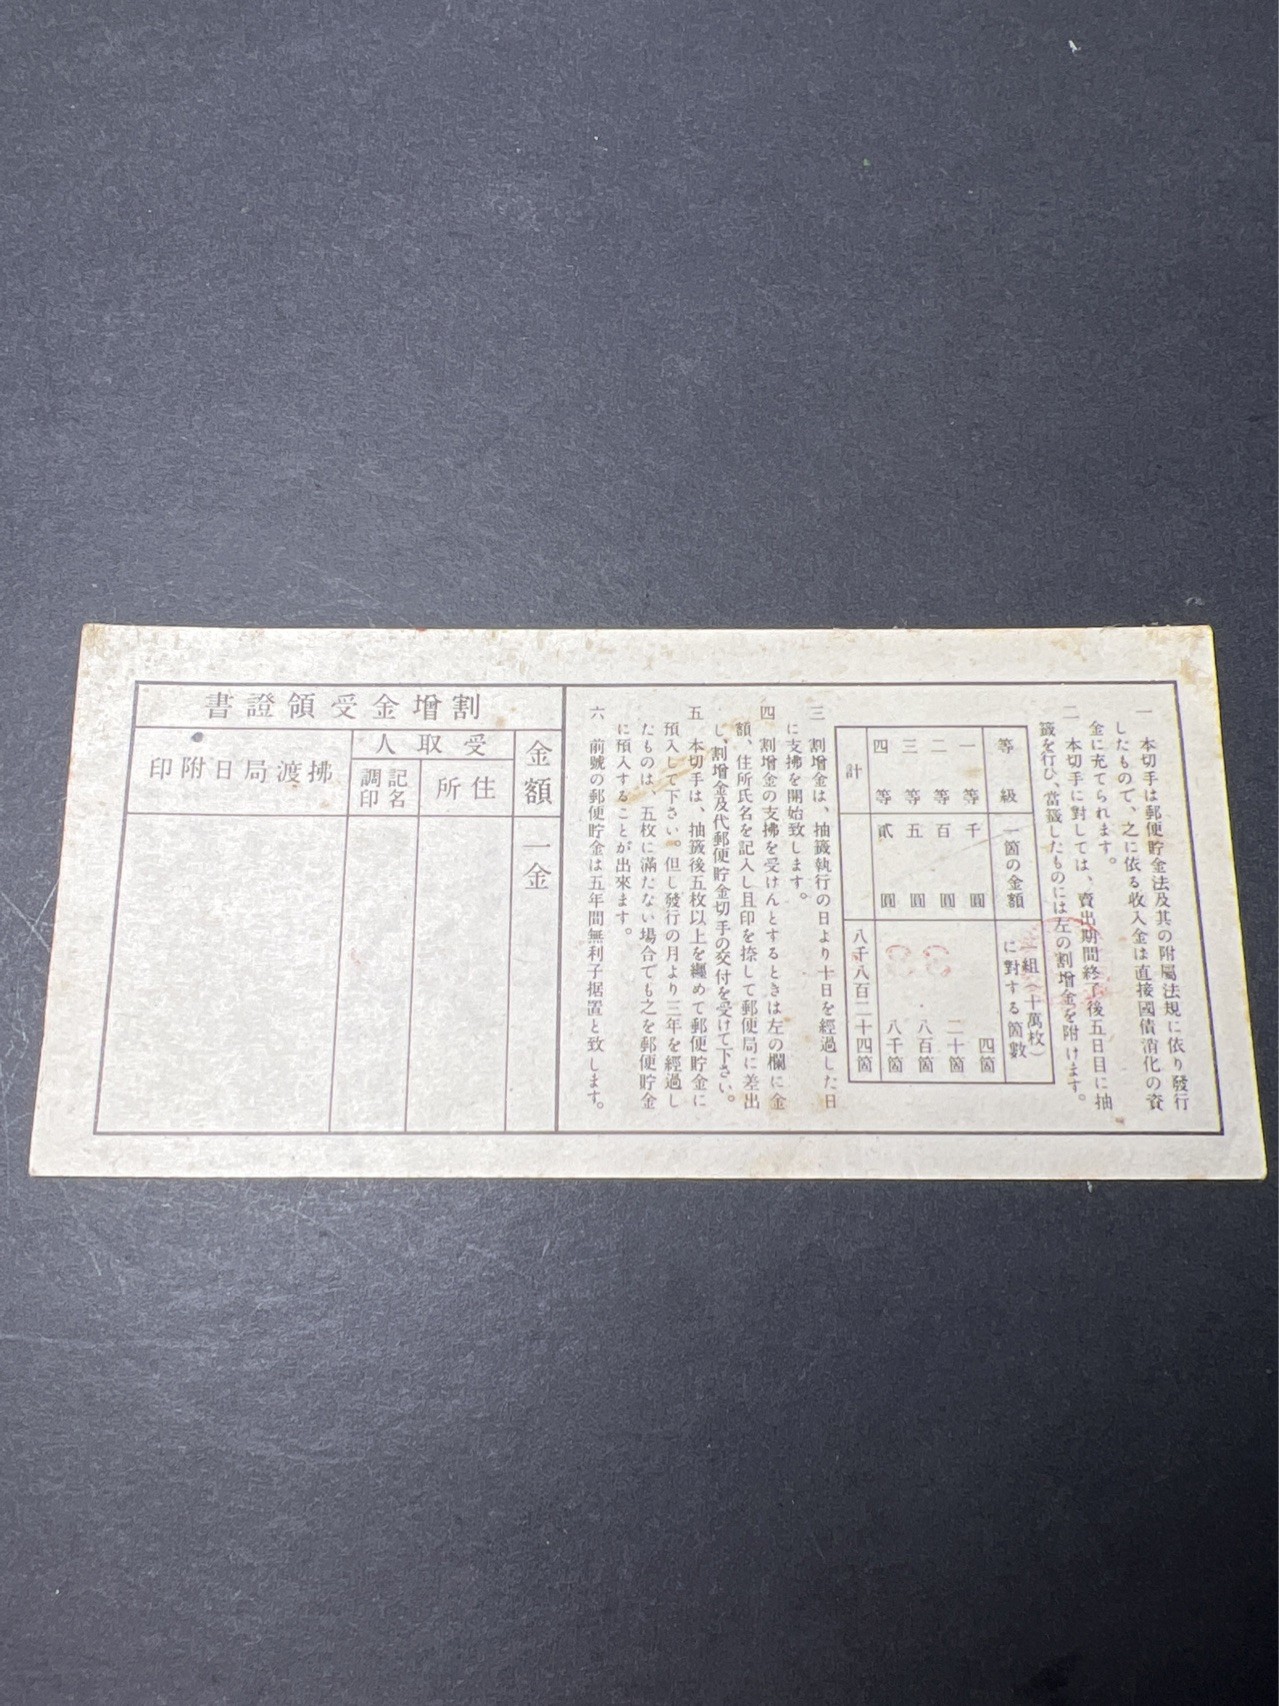 一 本切手は郵便貯金法及其の附屬法規に依り發行
したもので、之に依る收入金は直接國債消化の資
金に充てられます。
二 本切手に對しては、賣出期間終了後五日目に抽
籤を行ひ、當籤したものには左の割增金を附けます。
等級 一箇の金額 一組(十萬枚)に對する箇數
一等 千圓 四箇
二等 百圓 二十箇
三等 五圓 八百箇
四等 貳圓 八千箇
計 八千八百二十四箇
三 割增金は、抽籤執行の日より十日を經過した日
に支拂を開始致します。
四 割增金の支拂を受けんとするときは左の欄に金
額、住所氏名を記入し且印を捺して郵便局に差出
し、割增金及代郵便貯金切手の交付を受けて下さい。
五 本切手は、抽籤後五枚以上を纏めて郵便貯金に
預入して下さい。但し發行の月より三年を經過し
たものは、五枚に滿たない場合でも之を郵便貯金
に預入することが出來ます。
六 前號の郵便貯金は五年間無利子据置と致します。
書證領受金增割
金額
一金
人取受
所住
記名
調印
印附日局渡拂